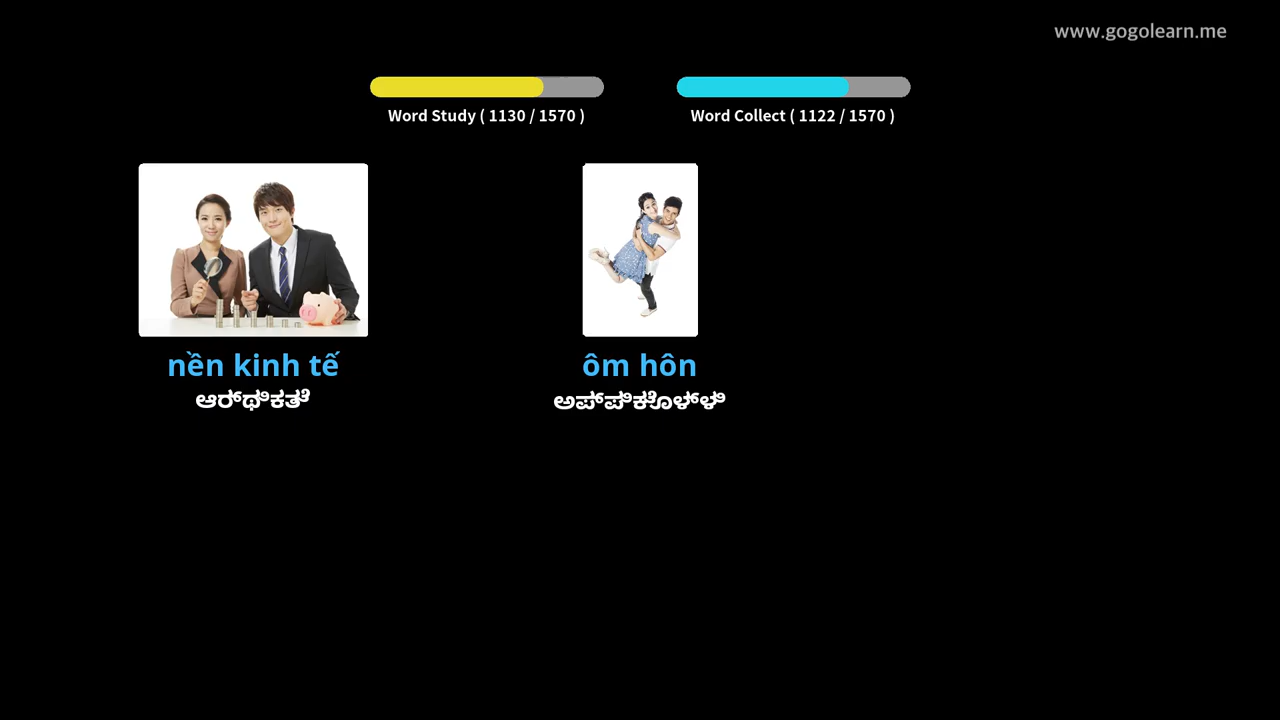 www.gogolearn.me
Word Study ( 1130 / 1570 )
Word Collect ( 1122 / 1570 )
nền kinh tế
ôm hôn
ಆರ್ಥಿಕತೆ
ಅಪ್ಪಿಕೊಳ್ಳಿ